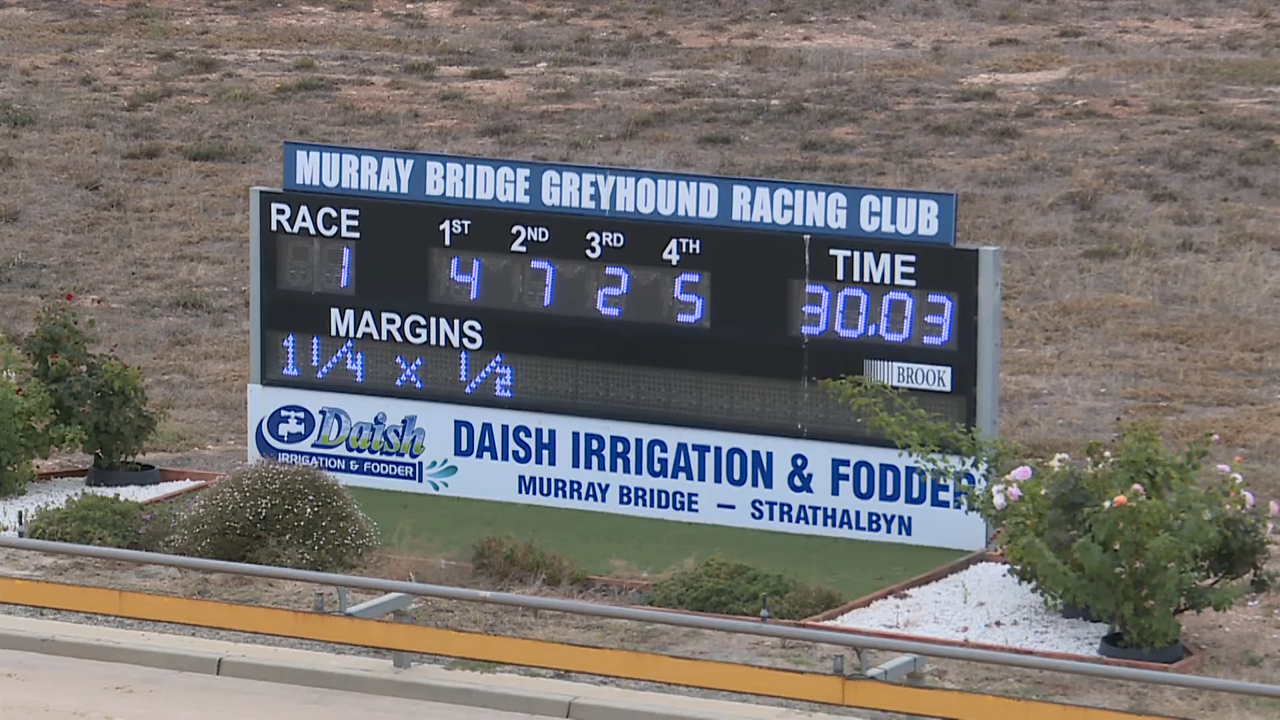 MURRAY BRIDGE GREYHOUND RACING CLUB
RACE 1ST 2ND 3RD 4TH TIME
1 4 7 2 5 30.03
MARGINS
1 1/4 x 1/2
BROOK
Daish
IRRIGATION & FODDER
DAISH IRRIGATION & FODDER
MURRAY BRIDGE — STRATHALBYN